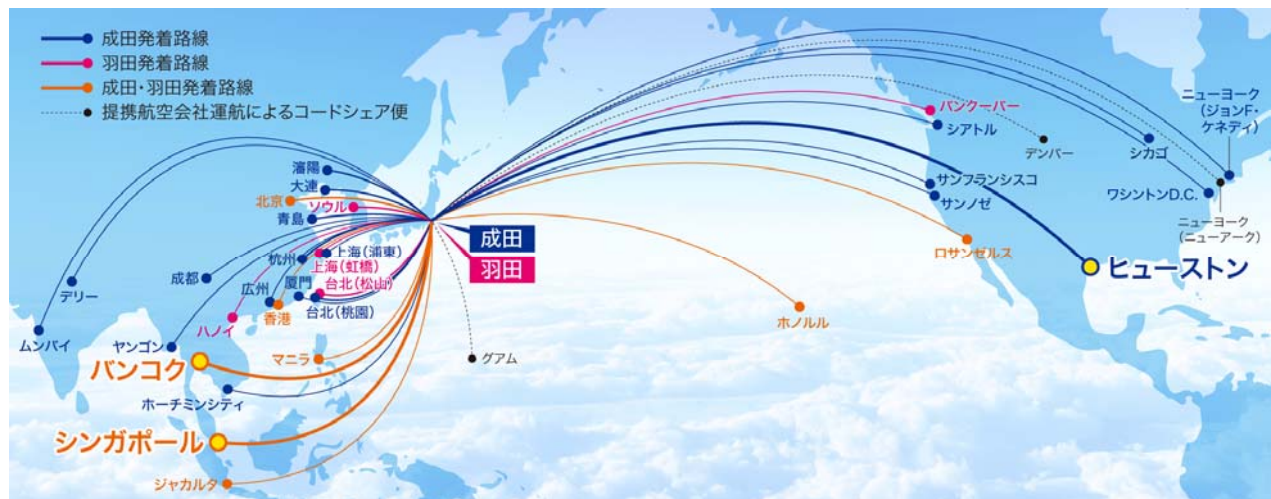 成田発着路線
羽田発着路線
成田・羽田発着路線
提携航空会社運航によるコードシェア便
瀋陽
大連
北京
ソウル
青島
杭州
上海(浦東)
上海(虹橋)
成都
広州
厦門
台北(松山)
台北(桃園)
香港
ハノイ
デリー
ムンバイ
ヤンゴン
バンコク
マニラ
ホーチミンシティ
シンガポール
ジャカルタ
グアム
成田
羽田
バンクーバー
シアトル
デンバー
シカゴ
ニューヨーク
(ジョンF・
ケネディ)
サンフランシスコ
サンノゼ
ワシントンD.C.
ニューヨーク
(ニューアーク)
ロサンゼルス
ヒューストン
ホノルル